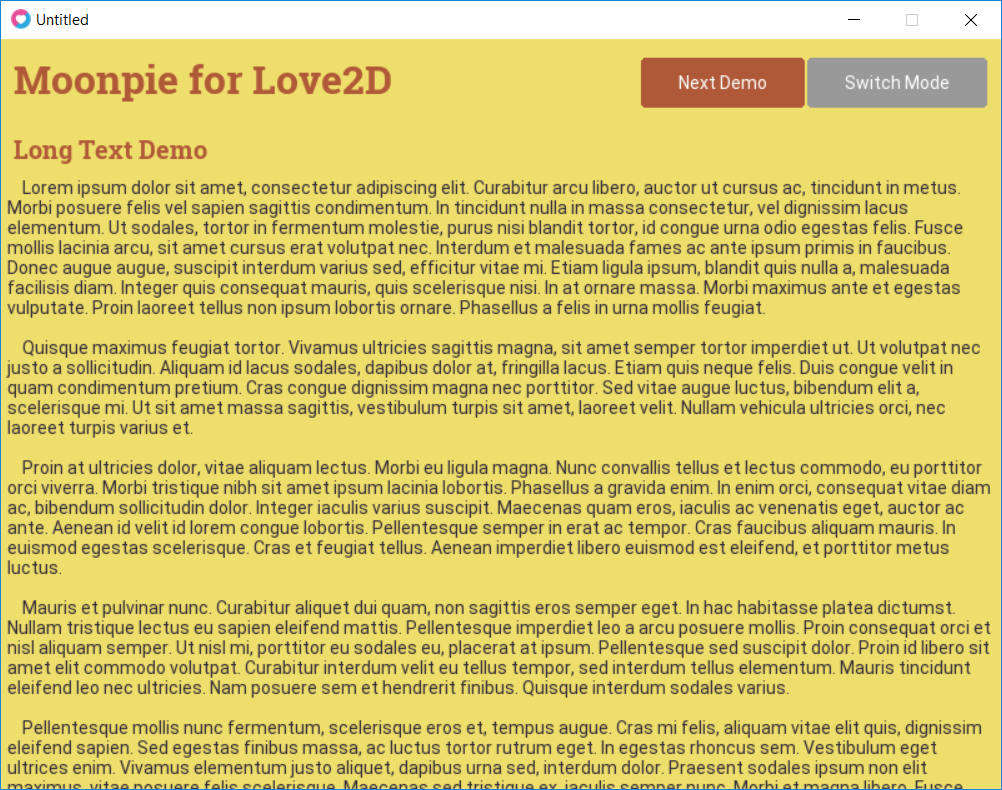 Untitled
Moonpie for Love2D
Next Demo
Switch Mode
Long Text Demo
Lorem ipsum dolor sit amet, consectetur adipiscing elit. Curabitur arcu libero, auctor ut cursus ac, tincidunt in metus.
Morbi posuere felis vel sapien sagittis condimentum. In tincidunt nulla in massa consectetur, vel dignissim lacus
elementum. Ut sodales, tortor in fermentum molestie, purus nisi blandit tortor, id congue urna odio egestas felis. Fusce
mollis lacinia arcu, sit amet cursus erat volutpat nec. Interdum et malesuada fames ac ante ipsum primis in faucibus.
Donec augue augue, suscipit interdum varius sed, efficitur vitae mi. Etiam ligula ipsum, blandit quis nulla a, malesuada
facilisis diam. Integer quis consequat mauris, quis scelerisque nisi. In at ornare massa. Morbi maximus ante et egestas
vulputate. Proin laoreet tellus non ipsum lobortis ornare. Phasellus a felis in urna mollis feugiat.
Quisque maximus feugiat tortor. Vivamus ultricies sagittis magna, sit amet semper tortor imperdiet ut. Ut volutpat nec
justo a sollicitudin. Aliquam id lacus sodales, dapibus dolor at, fringilla lacus. Etiam quis neque felis. Duis congue velit in
quam condimentum pretium. Cras congue dignissim magna nec porttitor. Sed vitae augue luctus, bibendum elit a,
scelerisque mi. Ut sit amet massa sagittis, vestibulum turpis sit amet, laoreet velit. Nullam vehicula ultricies orci, nec
laoreet turpis varius et.
Proin at ultricies dolor, vitae aliquam lectus. Morbi eu ligula magna. Nunc convallis tellus et lectus commodo, eu porttitor
orci viverra. Morbi tristique nibh sit amet ipsum lacinia lobortis. Phasellus a gravida enim. In enim orci, consequat vitae diam
ac, bibendum sollicitudin dolor. Integer iaculis varius suscipit. Maecenas quam eros, iaculis ac venenatis eget, auctor ac
ante. Aenean id velit id lorem congue lobortis. Pellentesque semper in erat ac tempor. Cras faucibus aliquam mauris. In
euismod egestas scelerisque. Cras et feugiat tellus. Aenean imperdiet libero euismod est eleifend, et porttitor metus
luctus.
Mauris et pulvinar nunc. Curabitur aliquet dui quam, non sagittis eros semper eget. In hac habitasse platea dictumst.
Nullam tristique lectus eu sapien eleifend mattis. Pellentesque imperdiet leo a arcu posuere mollis. Proin consequat orci et
nisl aliquam semper. Ut nisl mi, porttitor eu sodales eu, placerat at ipsum. Pellentesque sed suscipit dolor. Proin id libero sit
amet elit commodo volutpat. Curabitur interdum velit eu tellus tempor, sed interdum tellus elementum. Mauris tincidunt
eleifend leo nec ultricies. Nam posuere sem et hendrerit finibus. Quisque interdum sodales varius.
Pellentesque mollis nunc fermentum, scelerisque eros et, tempus augue. Cras mi felis, aliquam vitae elit quis, dignissim
eleifend sapien. Sed egestas finibus massa, ac luctus tortor rutrum eget. In egestas rhoncus sem. Vestibulum eget
ultrices enim. Vivamus elementum justo aliquet, dapibus urna sed, interdum dolor. Praesent sodales ipsum non elit
maximus, vitae posuere felis scelerisque. Maecenas sed tristique ex, iaculis semper nunc. Morbi et magna libero. Fusce